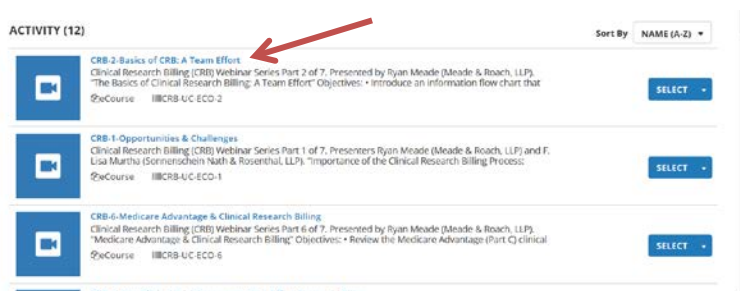 ACTIVITY (12)
Sort By NAME (A-Z)
CRB-2-Basics of CRB: A Team Effort
Clinical Research Billing (CRB) Webinar Series Part 2 of 7. Presented by Ryan Meade (Meade & Roach, LLP).
"The Basics of Clinical Research Billing: A Team Effort" Objectives: • Introduce an information flow chart that
SELECT
eCourse CRB-UC-ECO-2
CRB-1-Opportunities & Challenges
Clinical Research Billing (CRB) Webinar Series Part 1 of 7. Presenters Ryan Meade (Meade & Roach, LLP) and F.
Lisa Murtha (Sonnenschein Nath & Rosenthal, LLP). "Importance of the Clinical Research Billing Process:
SELECT
eCourse CRB-UC-ECO-1
CRB-6-Medicare Advantage & Clinical Research Billing
Clinical Research Billing (CRB) Webinar Series Part 6 of 7. Presented by Ryan Meade (Meade & Roach, LLP).
"Medicare Advantage & Clinical Research Billing" Objectives: • Review the Medicare Advantage (Part C) clinical
SELECT
eCourse CRB-UC-ECO-6